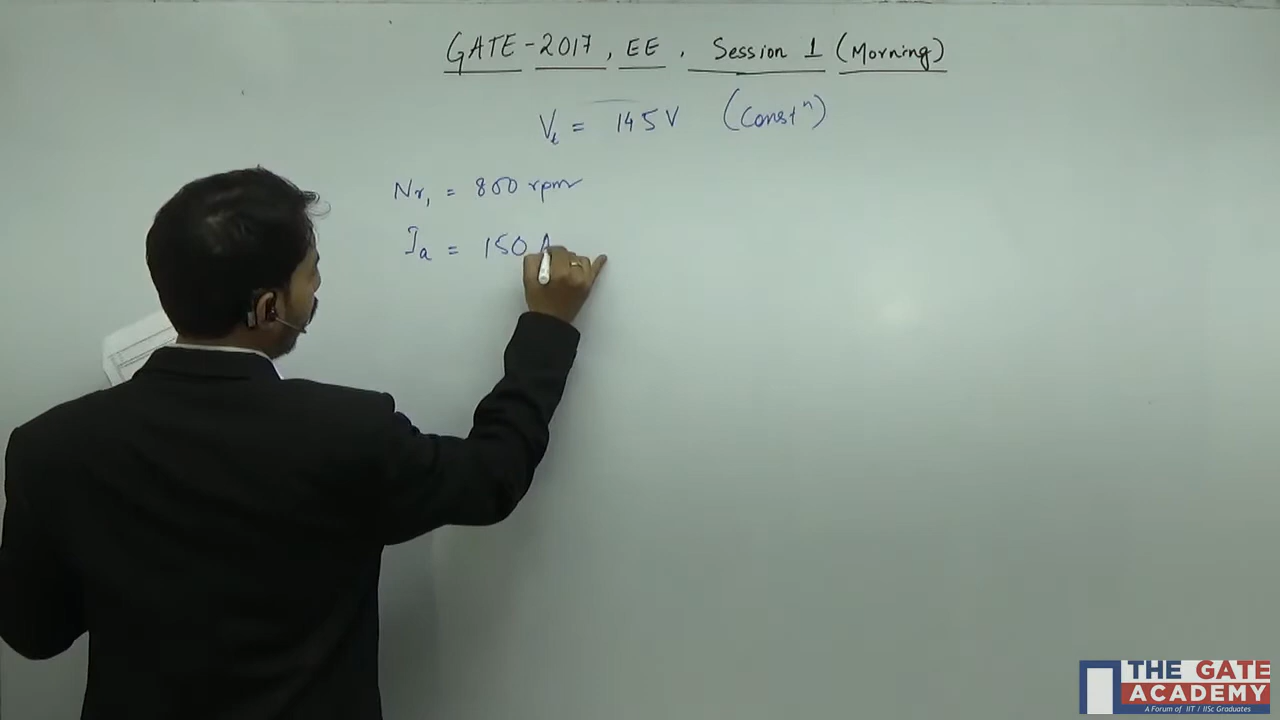 GATE-2017, EE. Session 1 (Morning)
Vt = 145 V (Constⁿ)
Nr₁ = 800 rpm
Ia = 150 A
THE GATE
ACADEMY
A Forum of IIT / IISc Graduates